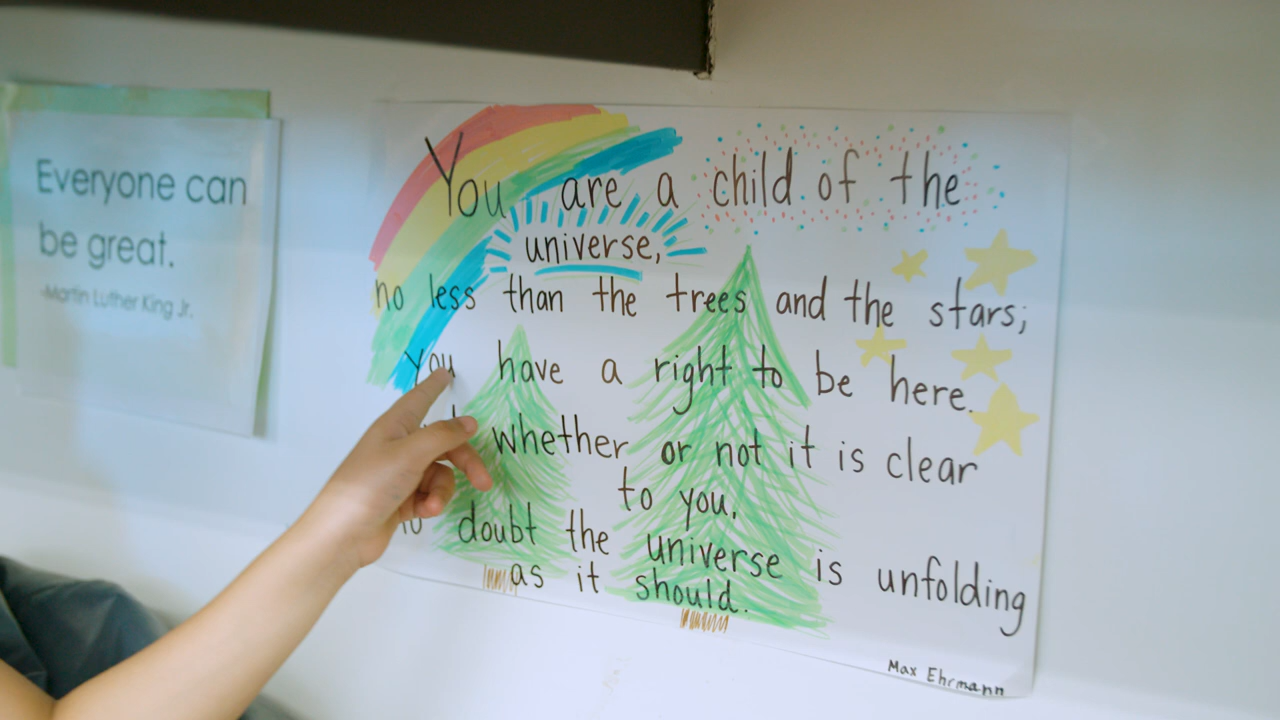 Everyone can
be great.
-Martin Luther King Jr.
You are a child of the
universe,
no less than the trees and the stars;
you have a right to be here.
whether or not it is clear
to you,
no doubt the universe is unfolding
as it should.
Max Ehrmann